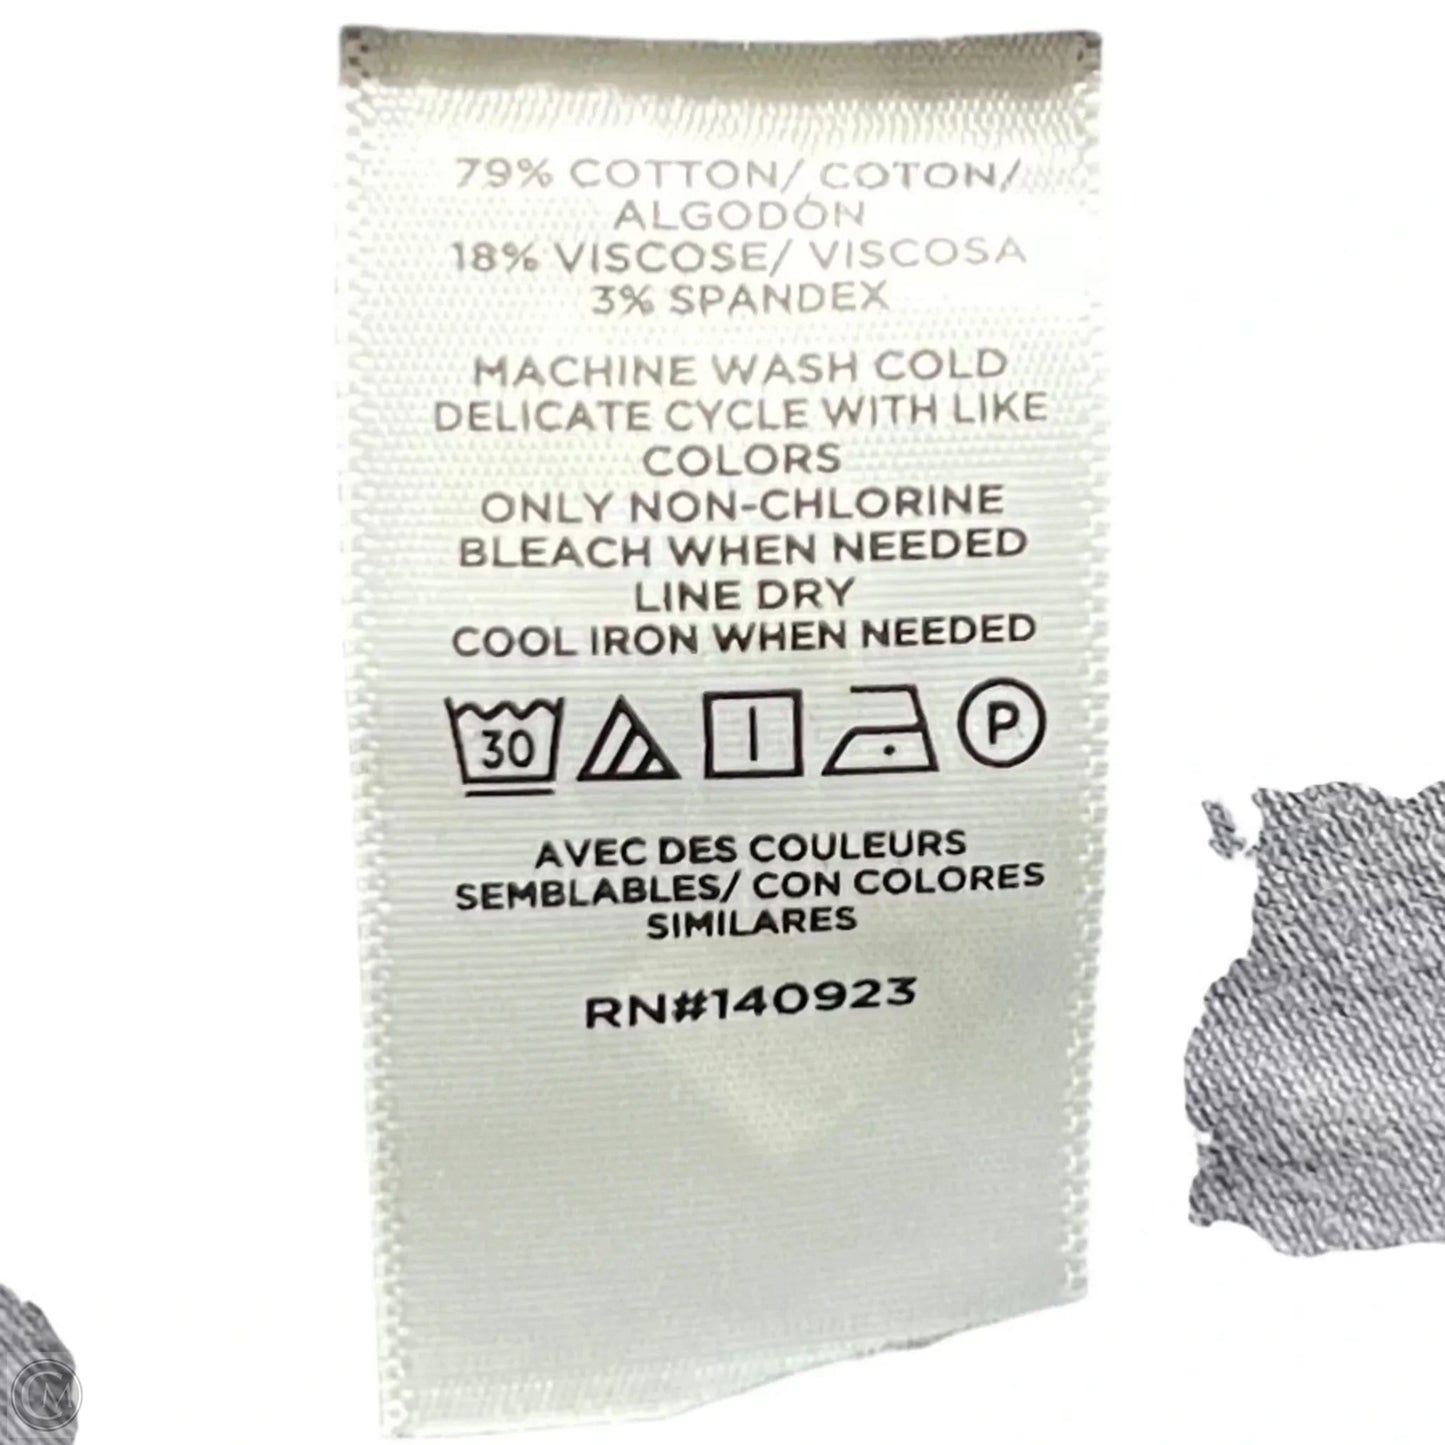 79% COTTON/ COTON/
ALGODÓN
18% VISCOSE/ VISCOSA
3% SPANDEX
MACHINE WASH COLD
DELICATE CYCLE WITH LIKE
COLORS
ONLY NON-CHLORINE
BLEACH WHEN NEEDED
LINE DRY
COOL IRON WHEN NEEDED
30 P
AVEC DES COULEURS
SEMBLABLES/ CON COLORES
SIMILARES
RN#140923
CM